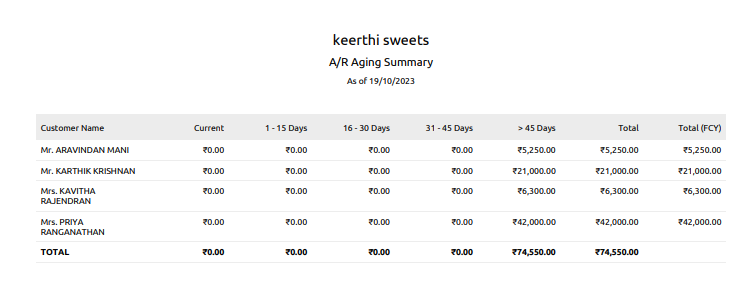 keerthi sweets
A/R Aging Summary
As of 19/10/2023
Customer Name Current 1 - 15 Days 16 - 30 Days 31 - 45 Days > 45 Days Total Total (FCY)
Mr. ARAVINDAN MANI ₹0.00 ₹0.00 ₹0.00 ₹0.00 ₹5,250.00 ₹5,250.00 ₹5,250.00
Mr. KARTHIK KRISHNAN ₹0.00 ₹0.00 ₹0.00 ₹0.00 ₹21,000.00 ₹21,000.00 ₹21,000.00
Mrs. KAVITHA ₹0.00 ₹0.00 ₹0.00 ₹0.00 ₹6,300.00 ₹6,300.00 ₹6,300.00
RAJENDRAN
Mrs. PRIYA ₹0.00 ₹0.00 ₹0.00 ₹0.00 ₹42,000.00 ₹42,000.00 ₹42,000.00
RANGANATHAN
TOTAL ₹0.00 ₹0.00 ₹0.00 ₹0.00 ₹74,550.00 ₹74,550.00